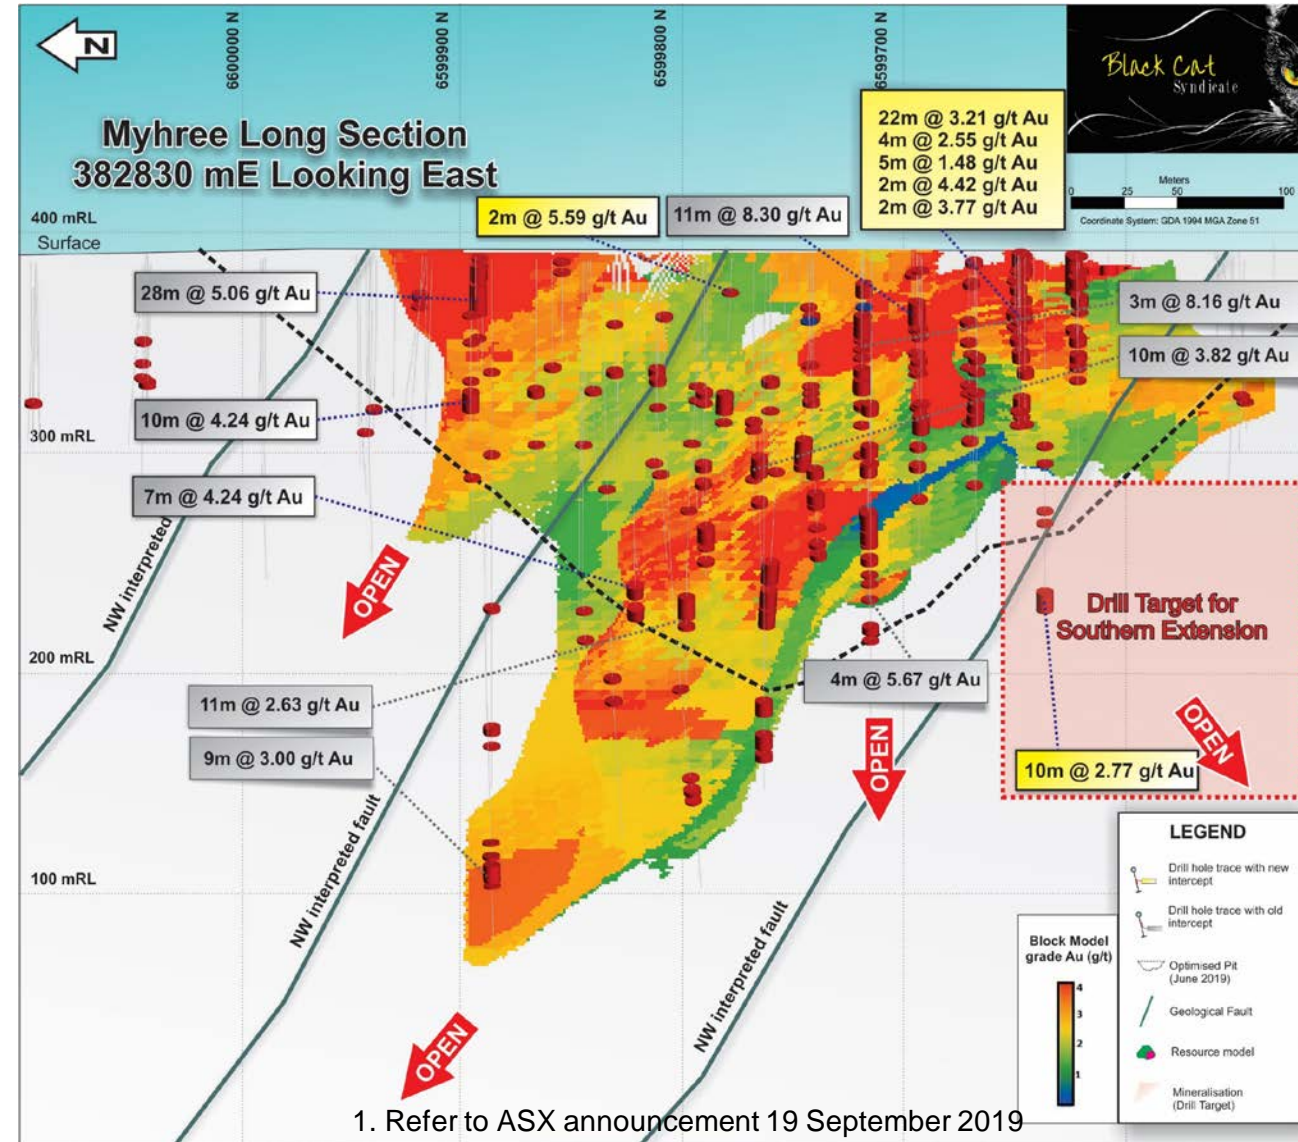 N
6600000 N
6599900 N
6599800 N
6599700 N
Black Cat
Syndicate
Myhree Long Section
382830 mE Looking East
22m @ 3.21 g/t Au
4m @ 2.55 g/t Au
5m @ 1.48 g/t Au
2m @ 4.42 g/t Au
2m @ 3.77 g/t Au
Meters
0 25 50 100
Coordinate System: GDA 1994 MGA Zone 51
2m @ 5.59 g/t Au
11m @ 8.30 g/t Au
400 mRL
Surface
28m @ 5.06 g/t Au
3m @ 8.16 g/t Au
10m @ 3.82 g/t Au
10m @ 4.24 g/t Au
300 mRL
7m @ 4.24 g/t Au
NW interpreted
OPEN
Drill Target for
Southern Extension
200 mRL
4m @ 5.67 g/t Au
11m @ 2.63 g/t Au
OPEN
OPEN
9m @ 3.00 g/t Au
10m @ 2.77 g/t Au
NW interpreted fault
100 mRL
NW interpreted fault
OPEN
LEGEND
Drill hole trace with new
intercept
Drill hole trace with old
intercept
Optimised Pit
(June 2019)
Geological Fault
Resource model
Mineralisation
(Drill Target)
Block Model
grade Au (g/t)
4
3
2
1
1. Refer to ASX announcement 19 September 2019